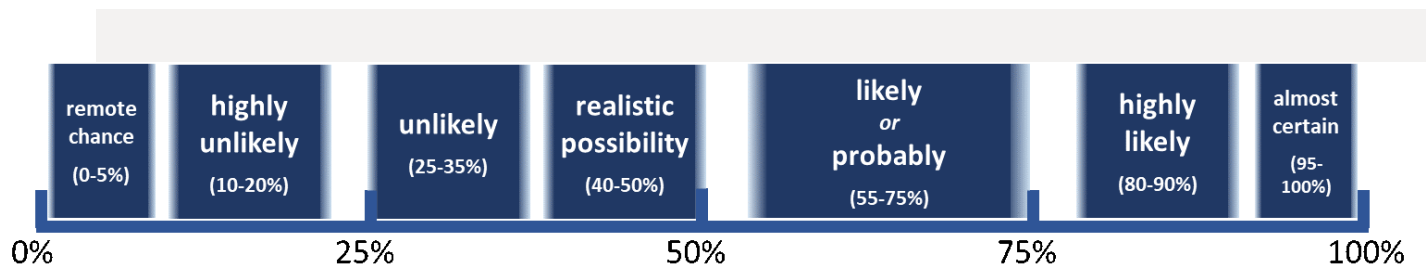 remote
chance
(0-5%)
highly
unlikely
(10-20%)
unlikely
(25-35%)
realistic
possibility
(40-50%)
likely
or
probably
(55-75%)
highly
likely
(80-90%)
almost
certain
(95-
100%)
0%
25%
50%
75%
100%